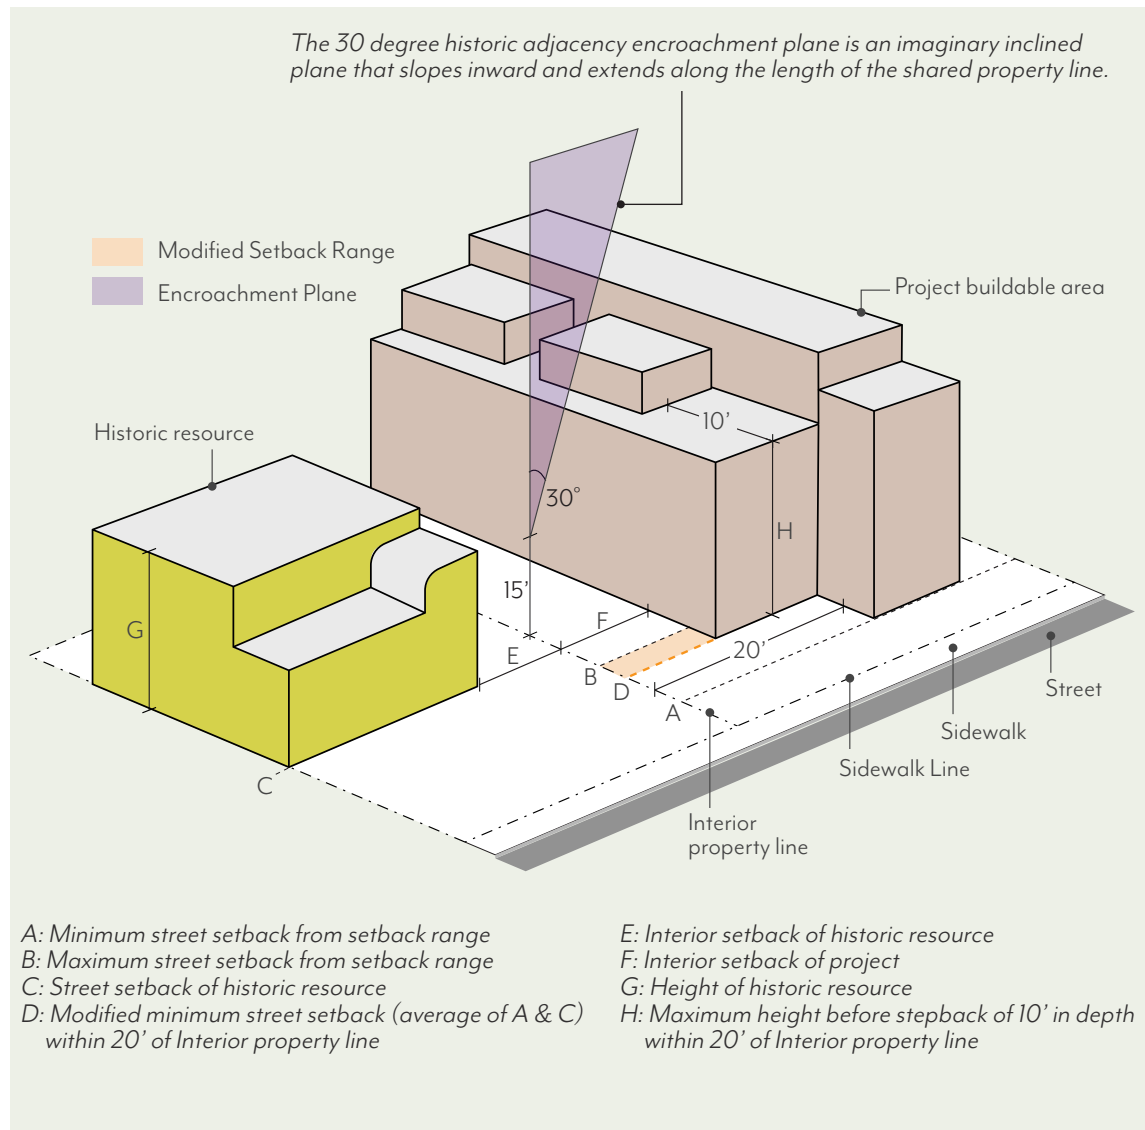 The 30 degree historic adjacency encroachment plane is an imaginary inclined
plane that slopes inward and extends along the length of the shared property line.
Modified Setback Range
Encroachment Plane
Project buildable area
Historic resource
10’
30°
H
G
15’
F
E
20’
B
D
A
C
Street
Sidewalk
Sidewalk Line
Interior
property line
A: Minimum street setback from setback range
B: Maximum street setback from setback range
C: Street setback of historic resource
D: Modified minimum street setback (average of A & C)
within 20’ of Interior property line
E: Interior setback of historic resource
F: Interior setback of project
G: Height of historic resource
H: Maximum height before stepback of 10’ in depth
within 20’ of Interior property line